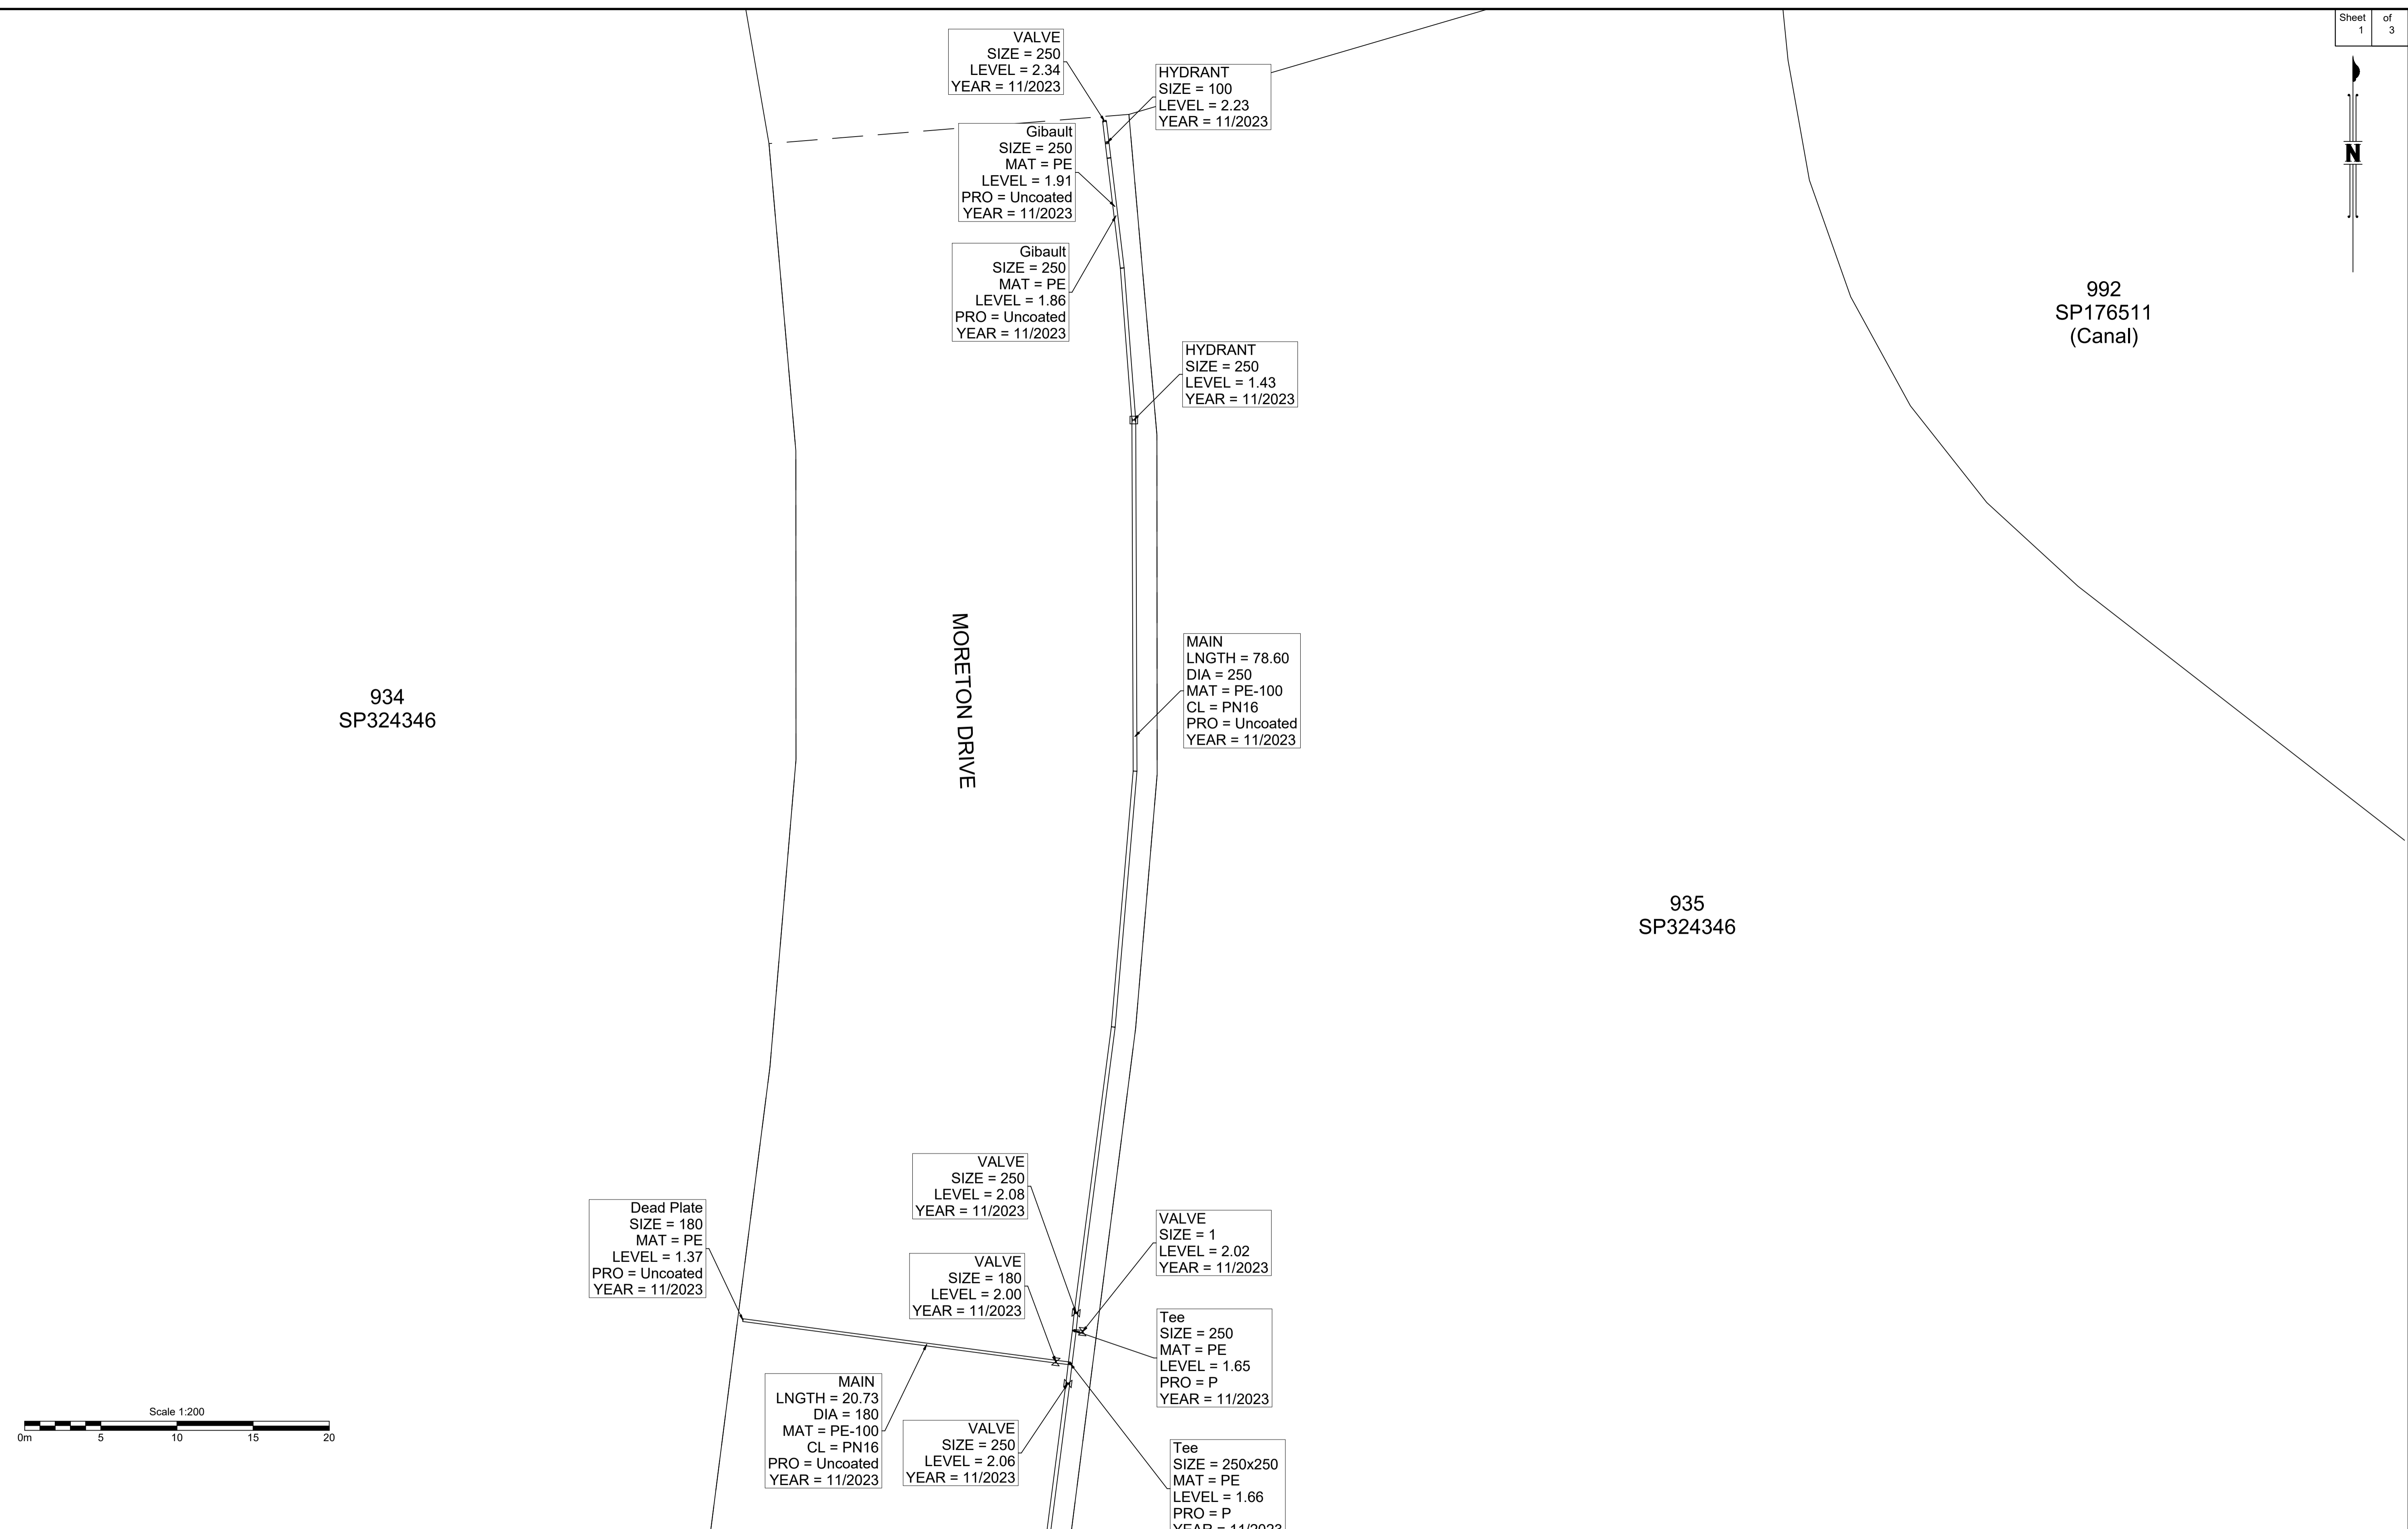 Sheet of
1 3
N
VALVE
SIZE = 250
LEVEL = 2.34
YEAR = 11/2023
HYDRANT
SIZE = 100
LEVEL = 2.23
YEAR = 11/2023
Gibault
SIZE = 250
MAT = PE
LEVEL = 1.91
PRO = Uncoated
YEAR = 11/2023
Gibault
SIZE = 250
MAT = PE
LEVEL = 1.86
PRO = Uncoated
YEAR = 11/2023
992
SP176511
(Canal)
HYDRANT
SIZE = 250
LEVEL = 1.43
YEAR = 11/2023
MORETON DRIVE
MAIN
LNGTH = 78.60
DIA = 250
MAT = PE-100
CL = PN16
PRO = Uncoated
YEAR = 11/2023
934
SP324346
935
SP324346
VALVE
SIZE = 250
LEVEL = 2.08
YEAR = 11/2023
Dead Plate
SIZE = 180
MAT = PE
LEVEL = 1.37
PRO = Uncoated
YEAR = 11/2023
VALVE
SIZE = 1
LEVEL = 2.02
YEAR = 11/2023
VALVE
SIZE = 180
LEVEL = 2.00
YEAR = 11/2023
Tee
SIZE = 250
MAT = PE
LEVEL = 1.65
PRO = P
YEAR = 11/2023
MAIN
LNGTH = 20.73
DIA = 180
MAT = PE-100
CL = PN16
PRO = Uncoated
YEAR = 11/2023
VALVE
SIZE = 250
LEVEL = 2.06
YEAR = 11/2023
Tee
SIZE = 250x250
MAT = PE
LEVEL = 1.66
PRO = P
YEAR = 11/2023
Scale 1:200
0m 5 10 15 20